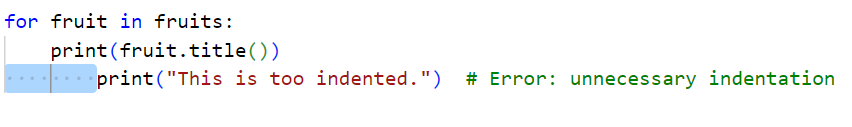 for fruit in fruits:
    print(fruit.title())
        print("This is too indented.")  # Error: unnecessary indentation